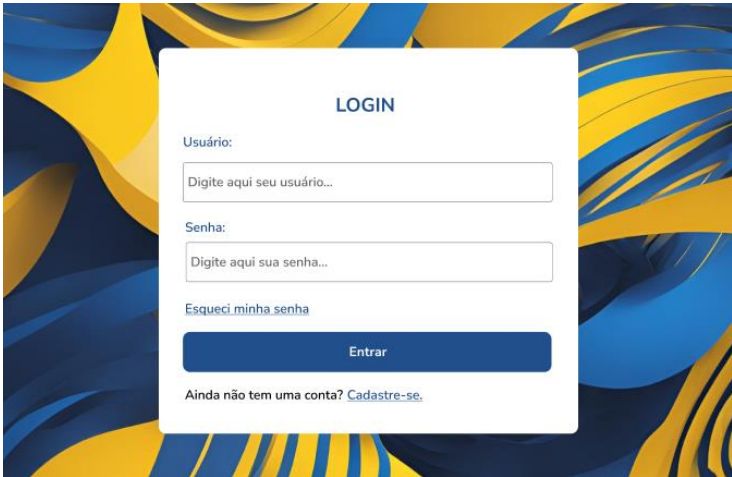 LOGIN
Usuário:
Digite aqui seu usuário...
Senha:
Digite aqui sua senha...
Esqueci minha senha
Entrar
Ainda não tem uma conta? Cadastre-se.